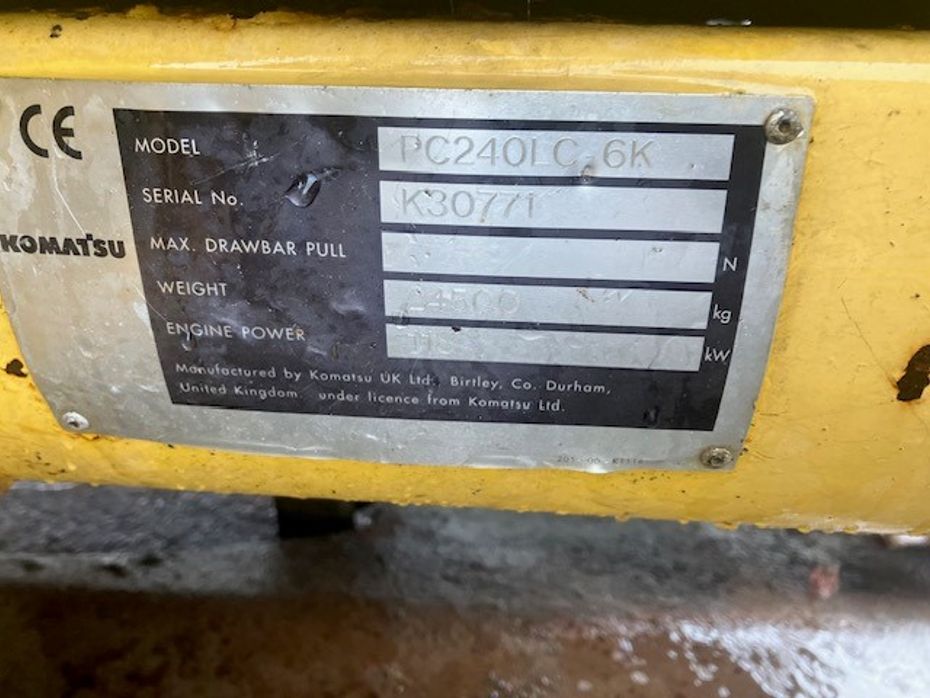 CE
MODEL PC240LC-6K
SERIAL No. K30771
KOMATSU
MAX. DRAWBAR PULL N
WEIGHT 24500 kg
ENGINE POWER kW
Manufactured by Komatsu UK Ltd. Birtley, Co. Durham,
United Kingdom under licence from Komatsu Ltd.